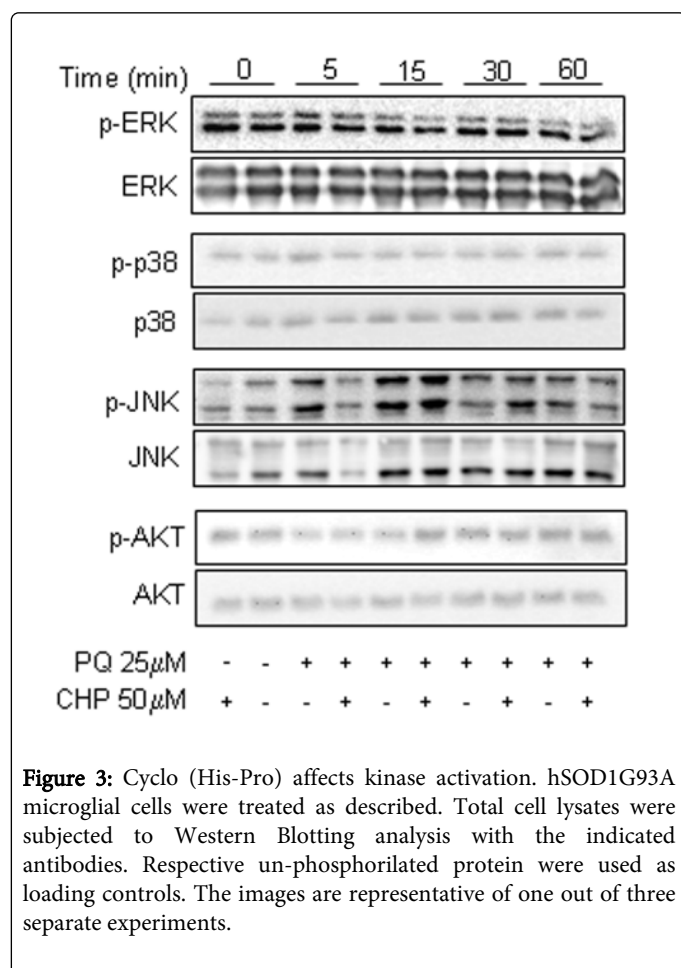 Time (min) 0 5 15 30 60
p-ERK
ERK
p-p38
p38
p-JNK
JNK
p-AKT
AKT
PQ 25μM - - + + + + + + + +
CHP 50μM + - - + - + - + - +
Figure 3: Cyclo (His-Pro) affects kinase activation. hSOD1G93A
microglial cells were treated as described. Total cell lysates were
subjected to Western Blotting analysis with the indicated
antibodies. Respective un-phosphorilated protein were used as
loading controls. The images are representative of one out of three
separate experiments.